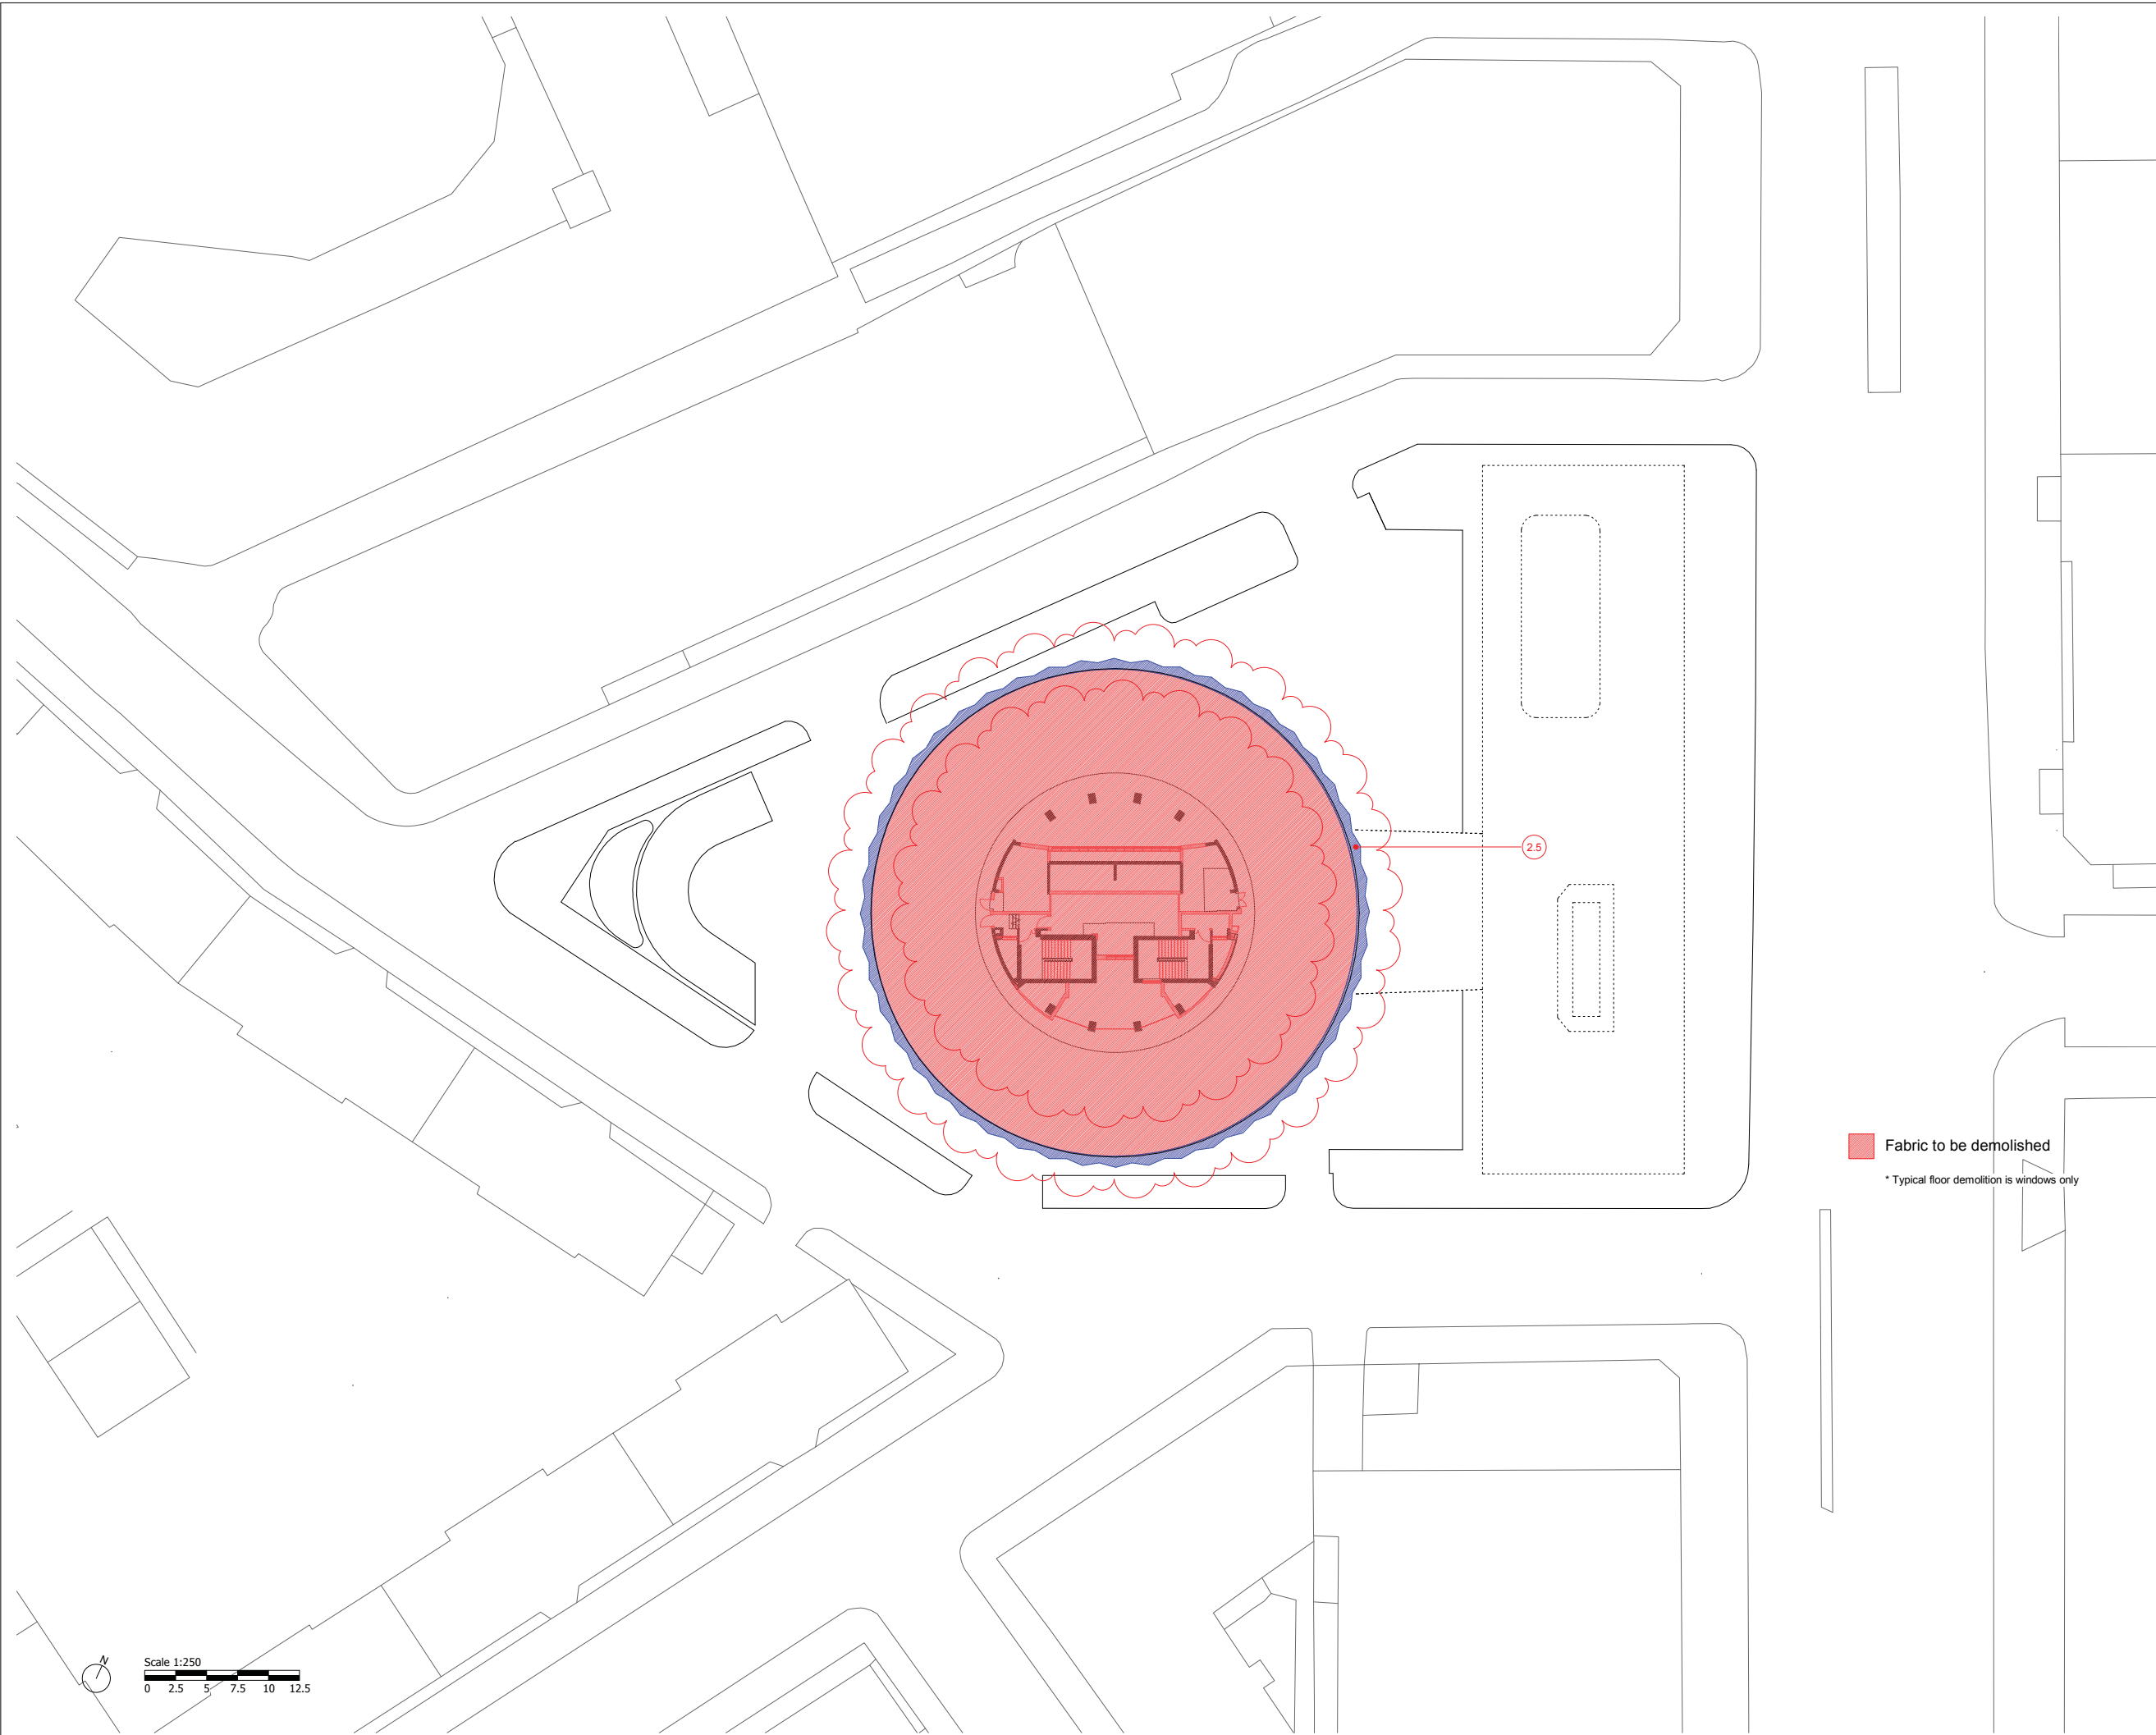 2.5
Fabric to be demolished
* Typical floor demolition is windows only
N
Scale 1:250
0 2.5 5 7.5 10 12.5